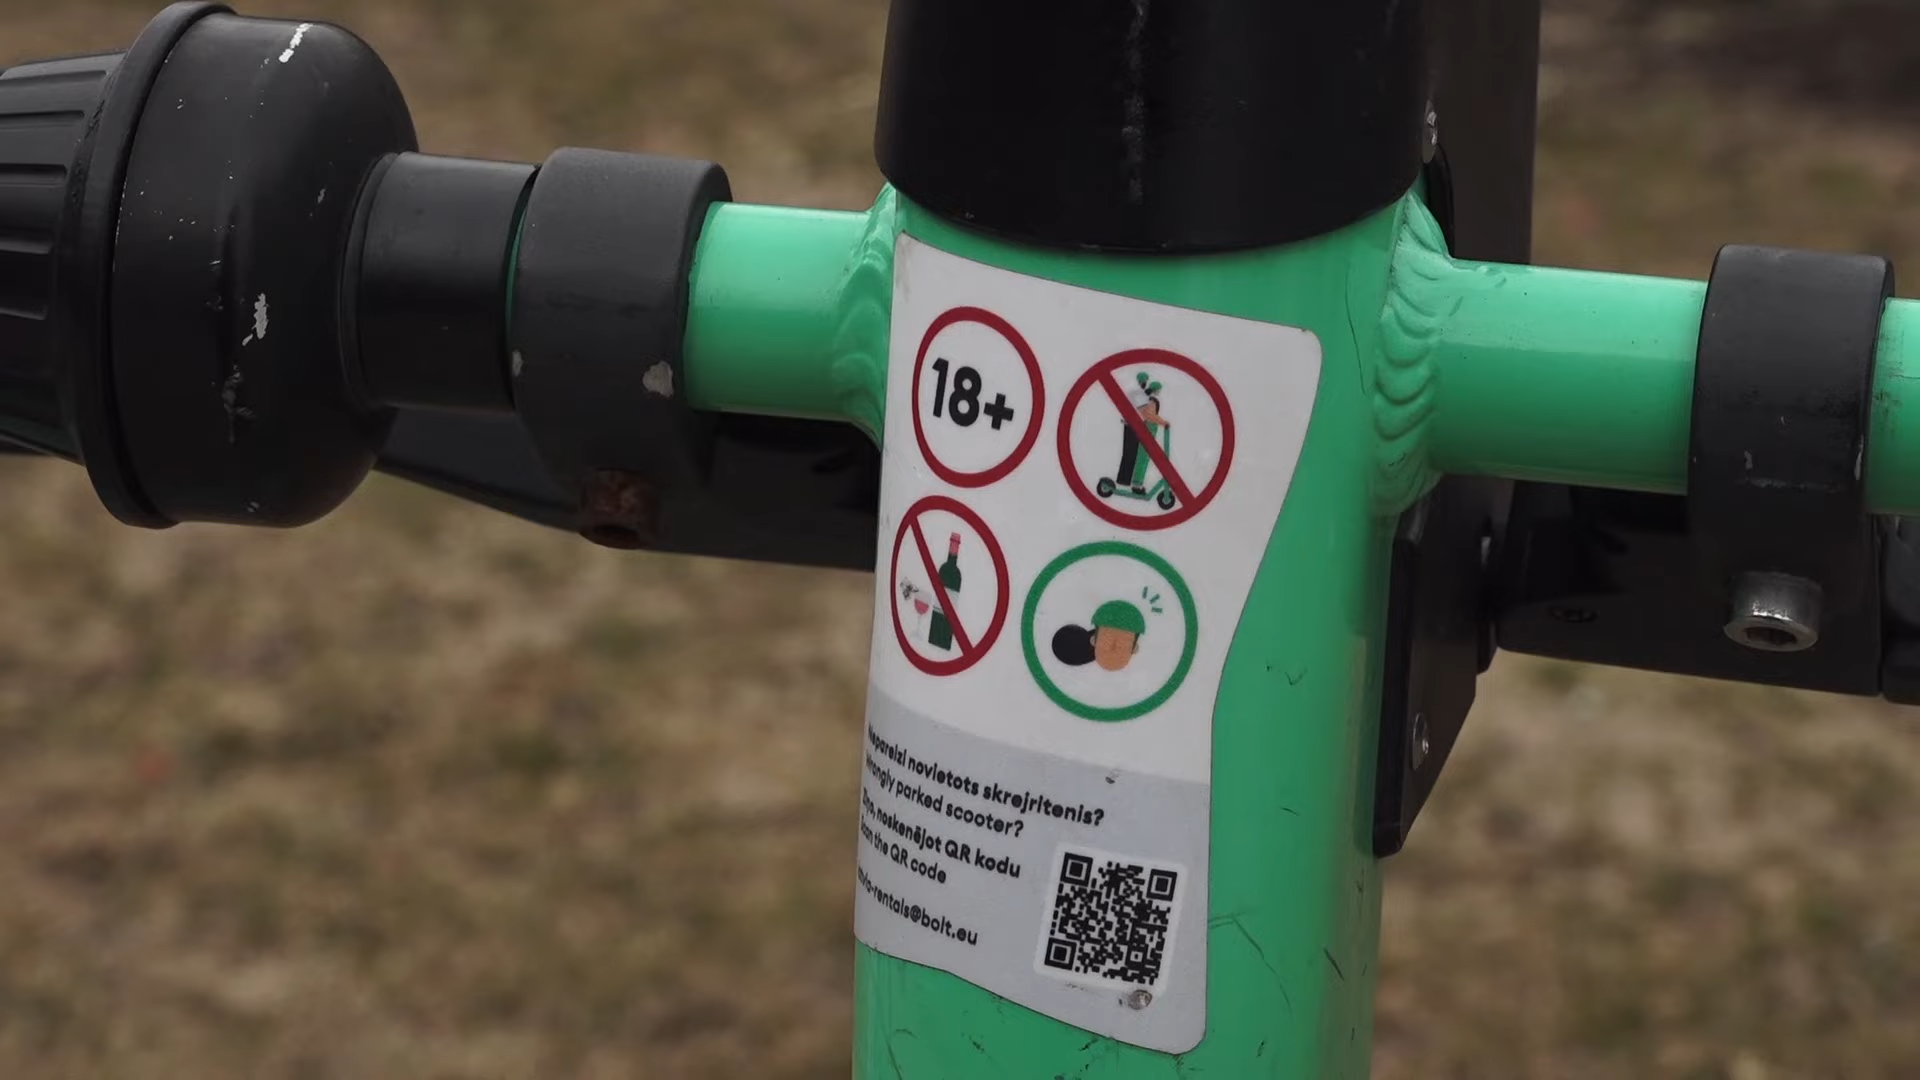 18+
Nepareizi novietots skrejritenis?
Wrongly parked scooter?
Ziņo, noskenējot QR kodu
Scan the QR code
rentals@bolt.eu